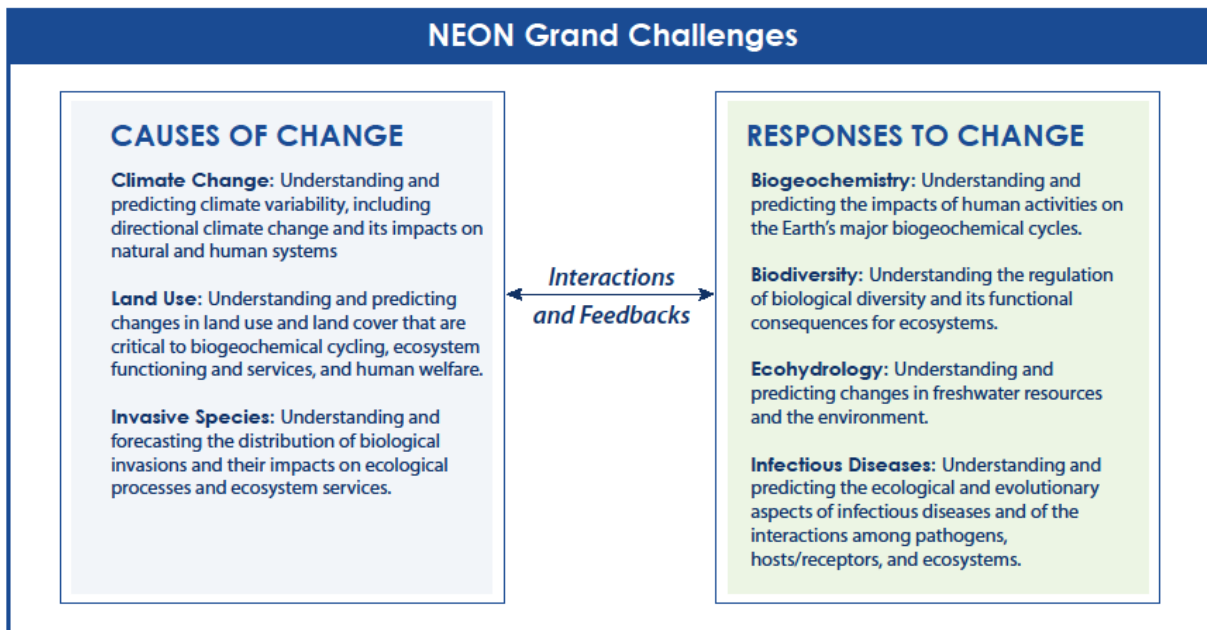 NEON Grand Challenges
CAUSES OF CHANGE
Climate Change: Understanding and
predicting climate variability, including
directional climate change and its impacts on
natural and human systems
Land Use: Understanding and predicting
changes in land use and land cover that are
critical to biogeochemical cycling, ecosystem
functioning and services, and human welfare.
Invasive Species: Understanding and
forecasting the distribution of biological
invasions and their impacts on ecological
processes and ecosystem services.
Interactions
and Feedbacks
RESPONSES TO CHANGE
Biogeochemistry: Understanding and
predicting the impacts of human activities on
the Earth's major biogeochemical cycles.
Biodiversity: Understanding the regulation
of biological diversity and its functional
consequences for ecosystems.
Ecohydrology: Understanding and
predicting changes in freshwater resources
and the environment.
Infectious Diseases: Understanding and
predicting the ecological and evolutionary
aspects of infectious diseases and of the
interactions among pathogens,
hosts/receptors, and ecosystems.